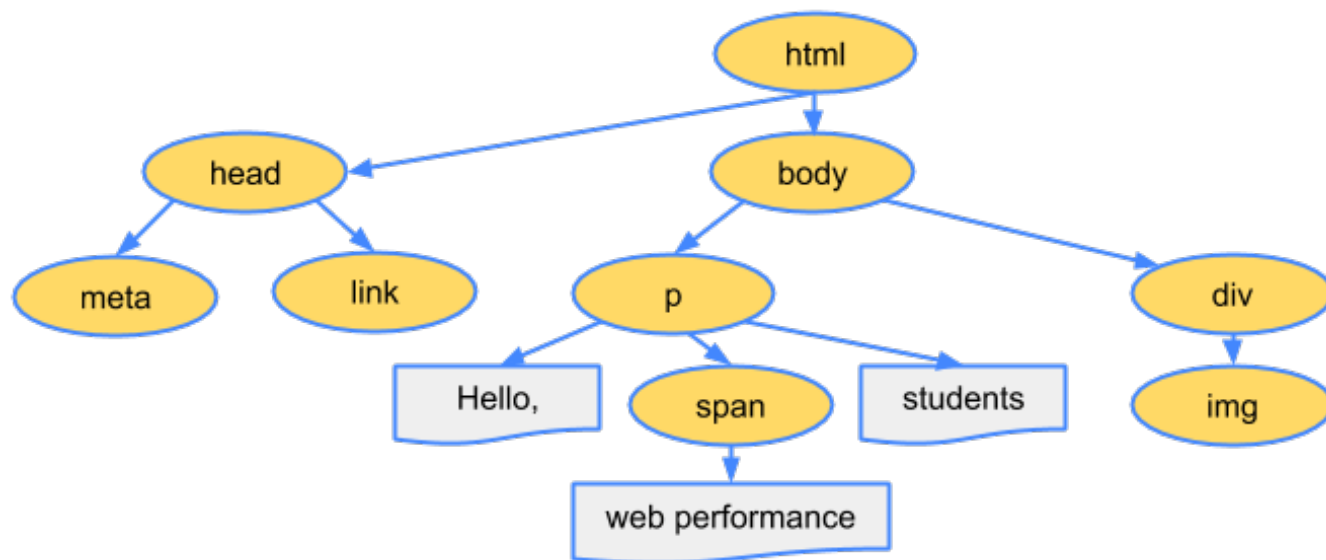 html
head
body
meta
link
p
div
Hello,
span
students
img
web performance